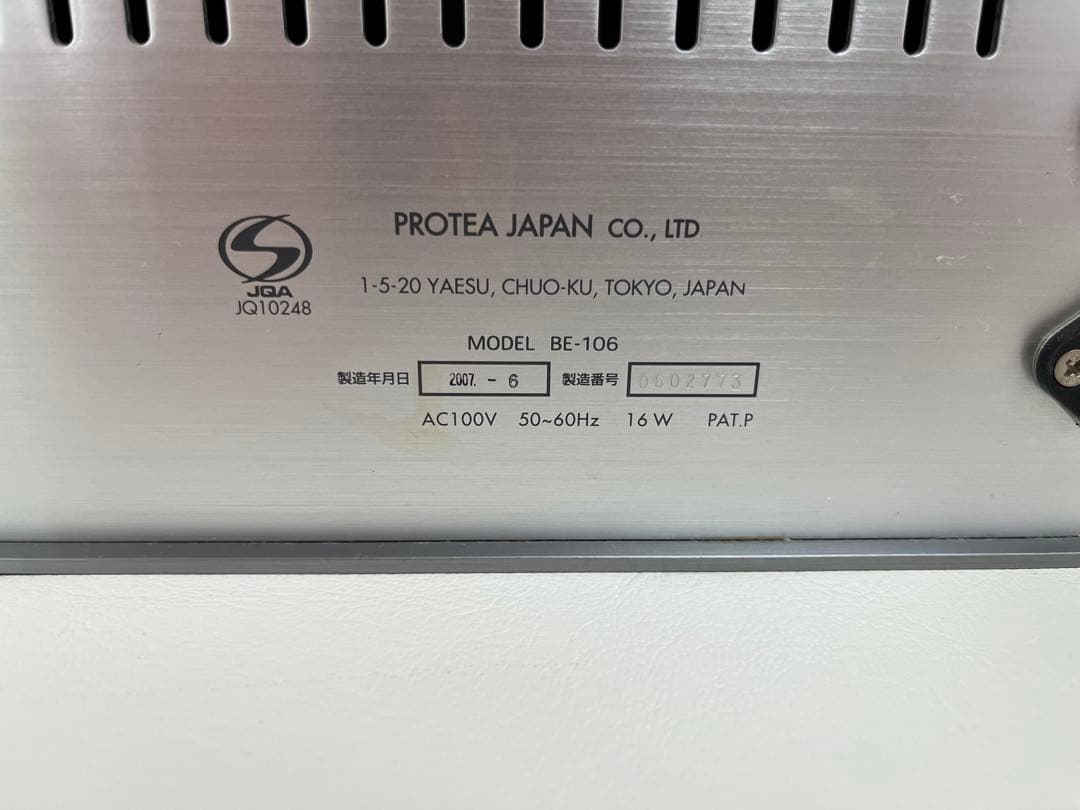 PROTEA JAPAN CO., LTD
JQA
JQ10248
1-5-20 YAESU, CHUO-KU, TOKYO, JAPAN
MODEL BE-106
製造年月日 2007. - 6 製造番号 0602773
AC100V 50~60Hz 16 W PAT.P